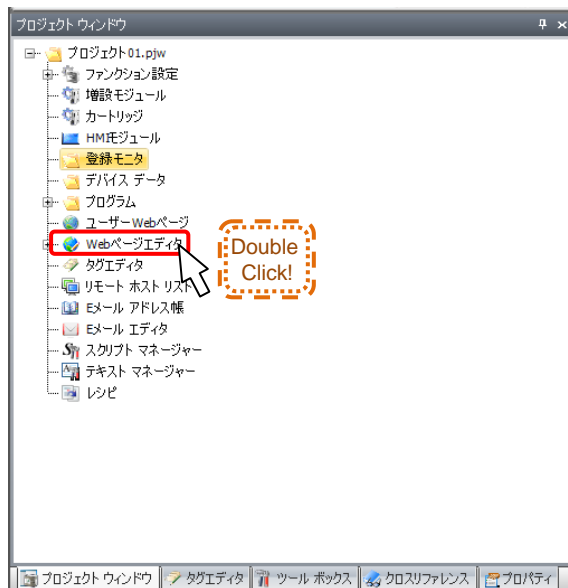 プロジェクト ウィンドウ
プロジェクト01.pjw
ファンクション設定
増設モジュール
カートリッジ
HMIモジュール
登録モニタ
デバイス データ
プログラム
ユーザーWebページ
Webページエディタ
Double
Click!
タグエディタ
リモート ホスト リスト
Eメール アドレス帳
Eメール エディタ
スクリプト マネージャー
テキスト マネージャー
レシピ
プロジェクト ウィンドウ タグエディタ ツール ボックス クロスリファレンス プロパティ